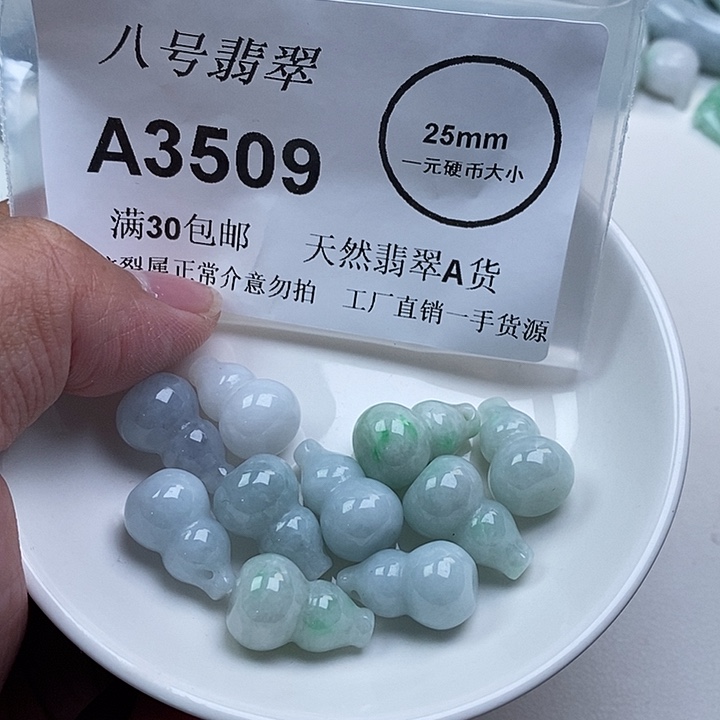 八号翡翠
A3509
25mm
一元硬币大小
满30包邮
天然翡翠A货
裂属正常介意勿拍
工厂直销一手货源